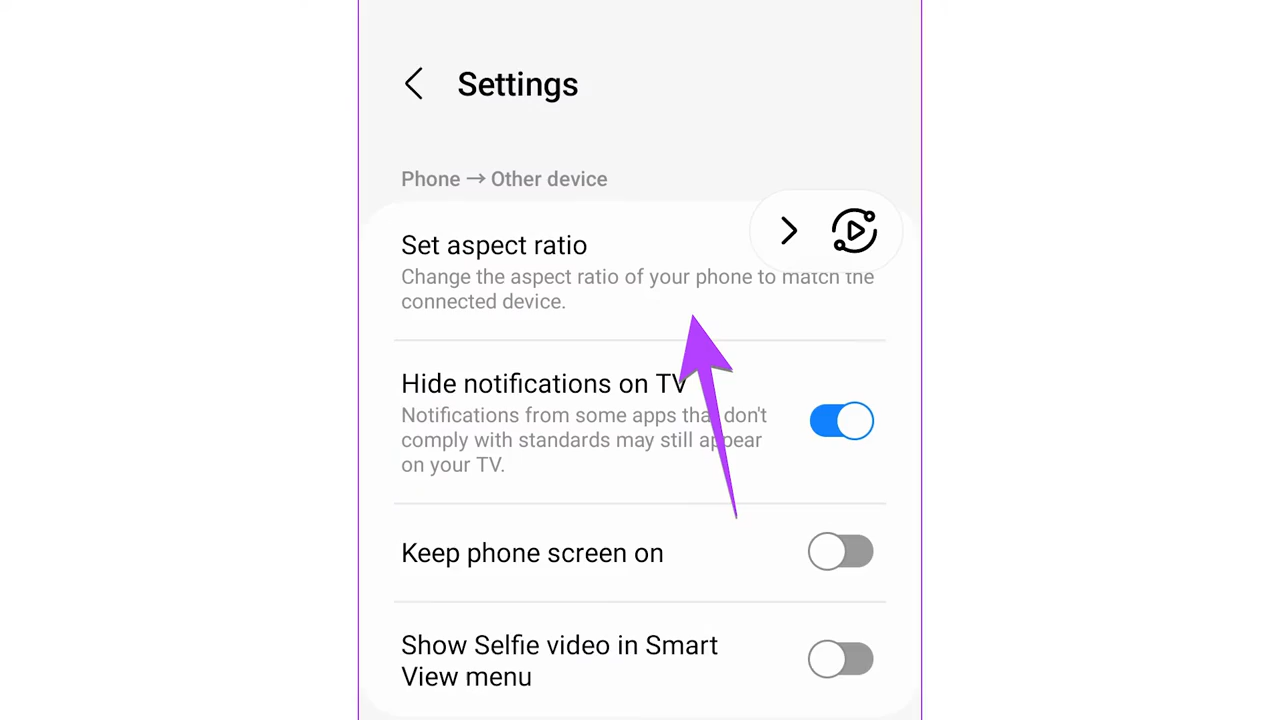 Settings
Phone → Other device
Set aspect ratio
Change the aspect ratio of your phone to match the
connected device.
Hide notifications on TV
Notifications from some apps that don't
comply with standards may still appear
on your TV.
Keep phone screen on
Show Selfie video in Smart
View menu